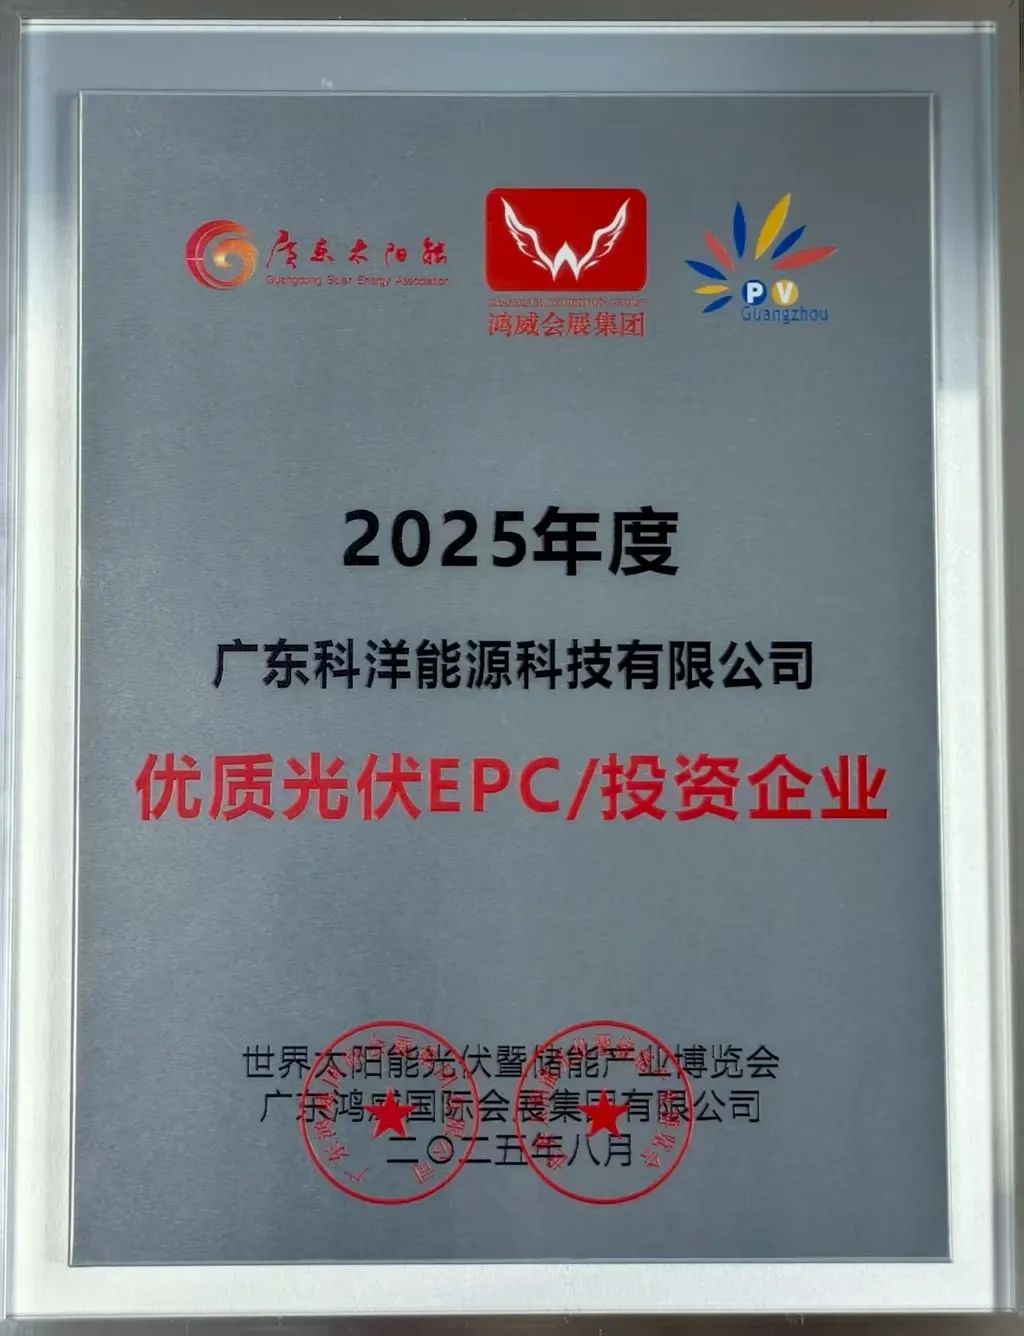 廣东太阳能
Guangdong Solar Energy Association
GRANDEUR EXHIBITION GROUP
鸿威会展集团
PV
Guangzhou
2025年度
广东科洋能源科技有限公司
优质光伏EPC/投资企业
世界太阳能光伏暨储能产业博览会
广东鸿威国际会展集团有限公司
二〇二五年八月